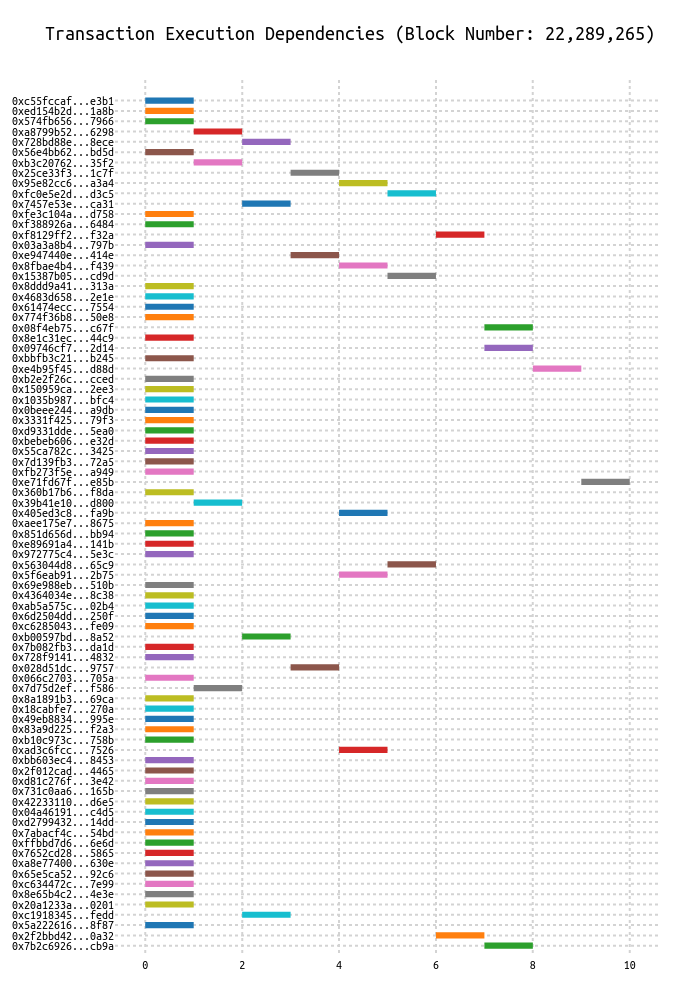 Transaction Execution Dependencies (Block Number: 22,289,265)
0xc55fccaf...e3b1
0xed154b2d...1a8b
0x574fb656...7966
0xa8799b52...6298
0x728bd88e...8ece
0x56e4bb62...bd5d
0xb3c20762...35f2
0x25ce33f3...1c7f
0x95e82cc6...a3a4
0xfc0e5e2d...d3c5
0x7457e53e...ca31
0xfe3c104a...d758
0xf388926a...6484
0xf8129ff2...f32a
0x03a3a8b4...797b
0xe947440e...414e
0x8fbae4b4...f439
0x15387b05...cd9d
0x8ddd9a41...313a
0x4683d658...2e1e
0x61474ecc...7554
0x774f36b8...50e8
0x08f4eb75...c67f
0x8e1c31ec...44c9
0x09746cf7...2d14
0xbbfb3c21...b245
0xe4b95f45...d88d
0xb2e2f26c...cced
0x150959ca...2ee3
0x1035b987...bfc4
0x0beee244...a9db
0x3331f425...79f3
0xd9331dde...5ea0
0xbebeb606...e32d
0x55ca782c...3425
0x7d139fb3...72a5
0xfb273f5e...a949
0xe71fd67f...e85b
0x360b17b6...f8da
0x39b41e10...d800
0x405ed3c8...fa9b
0xaee175e7...8675
0x851d656d...bb94
0xe89691a4...141b
0x972775c4...5e3c
0x563044d8...65c9
0x5f6eab91...2b75
0x69e988eb...510b
0x4364034e...8c38
0xab5a575c...02b4
0x6d2504dd...250f
0xc6285043...fe09
0xb00597bd...8a52
0x7b082fb3...da1d
0x728f9141...4832
0x028d51dc...9757
0x066c2703...705a
0x7d75d2ef...f586
0x8a1891b3...69ca
0x18cabfe7...270a
0x49eb8834...995e
0x83a9d225...f2a3
0xb10c973c...758b
0xad3c6fcc...7526
0xbb603ec4...8453
0x2f012cad...4465
0xd81c276f...3e42
0x731c0aa6...165b
0x42233110...d6e5
0x04a46191...c4d5
0xd2799432...14dd
0x7abacf4c...54bd
0xffbbd7d6...6e6d
0x7652cd28...5865
0xa8e77400...630e
0x65e5ca52...92c6
0xc634472c...7e99
0x8e65b4c2...4e3e
0x20a1233a...0201
0xc1918345...fedd
0x5a222616...8f87
0x2f2bbd42...0a32
0x7b2c6926...cb9a
0 2 4 6 8 10